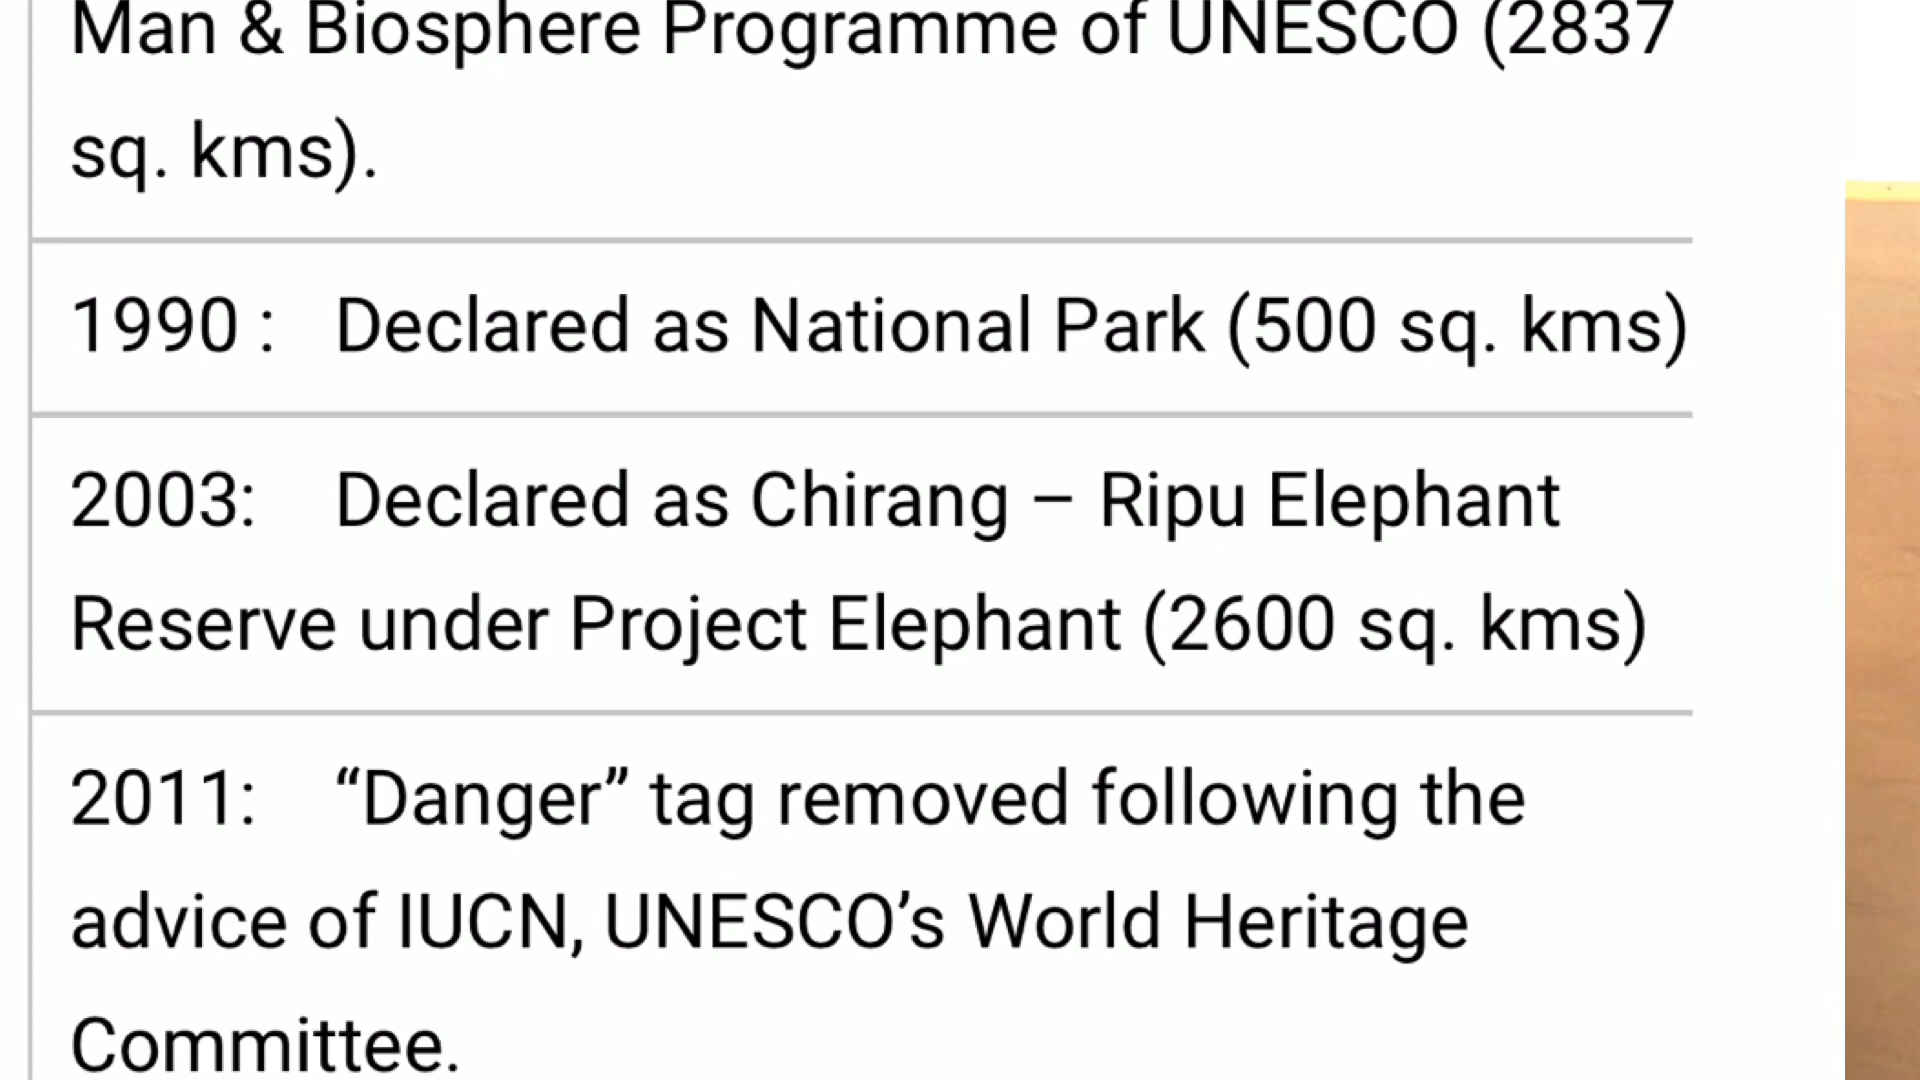 Man & Biosphere Programme of UNESCO (2837
sq. kms).
1990 : Declared as National Park (500 sq. kms)
2003: Declared as Chirang – Ripu Elephant
Reserve under Project Elephant (2600 sq. kms)
2011: “Danger” tag removed following the
advice of IUCN, UNESCO’s World Heritage
Committee.